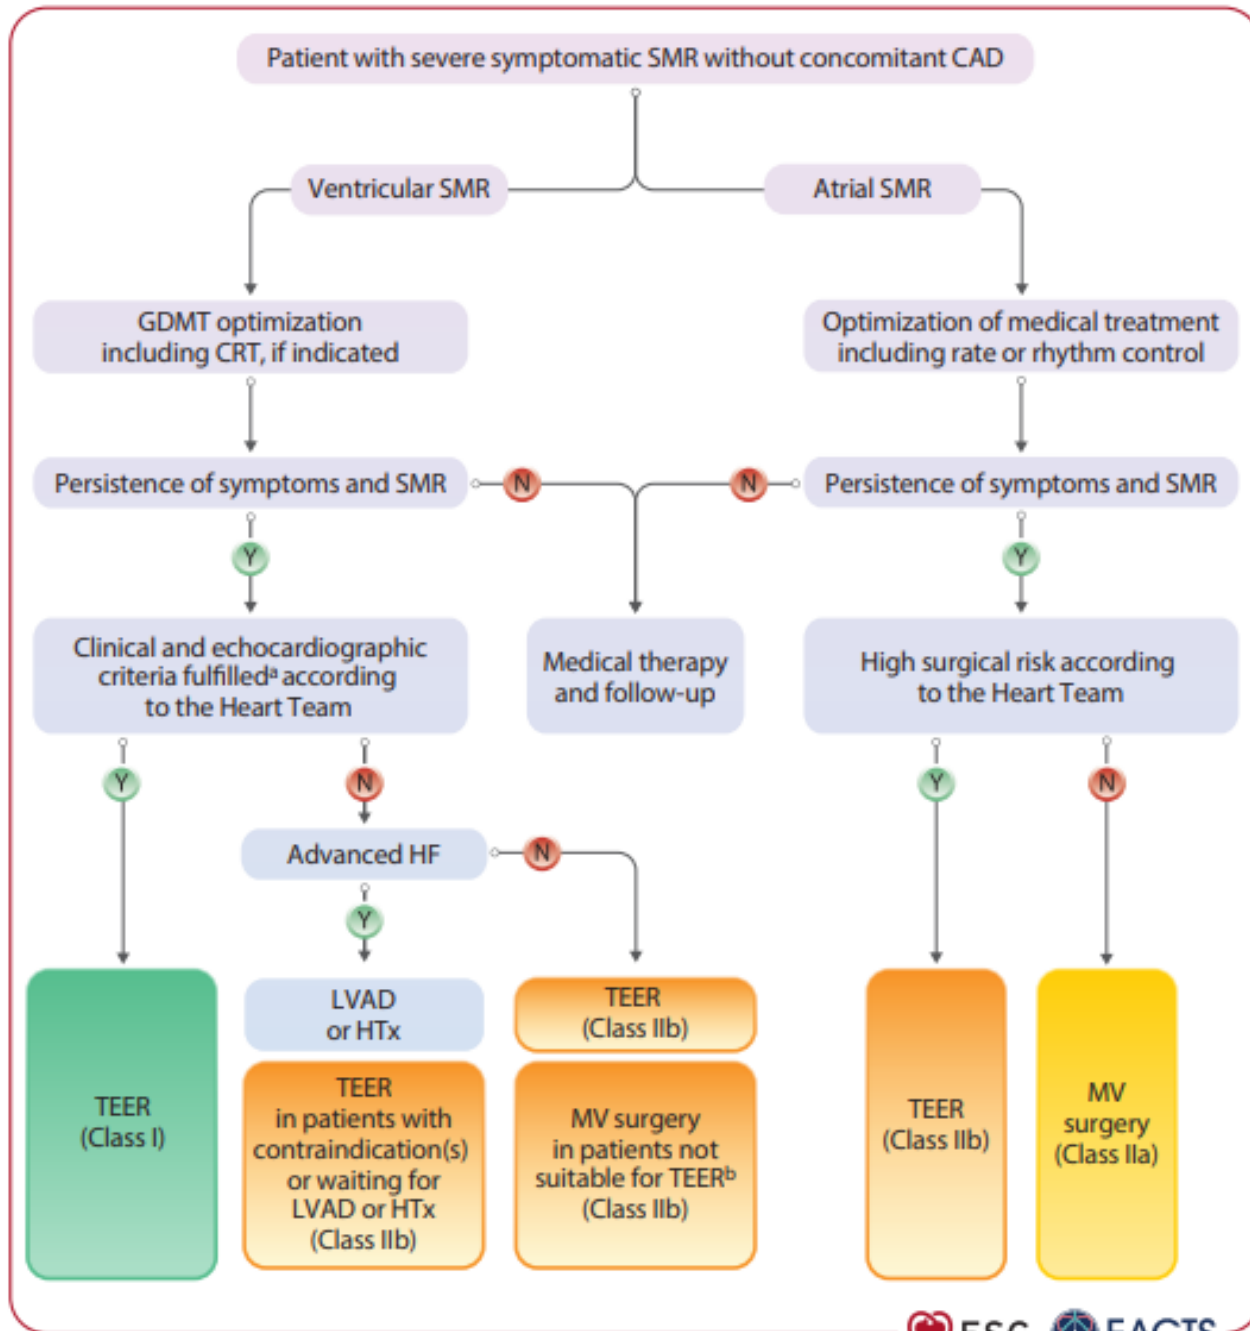 Patient with severe symptomatic SMR without concomitant CAD
Ventricular SMR
Atrial SMR
GDMT optimization
including CRT, if indicated
Optimization of medical treatment
including rate or rhythm control
Persistence of symptoms and SMR
N
N
Persistence of symptoms and SMR
Y
Y
Clinical and echocardiographic
criteria fulfilledᵃ according
to the Heart Team
Medical therapy
and follow-up
High surgical risk according
to the Heart Team
Y
N
Y
N
Advanced HF
N
Y
TEER
(Class I)
LVAD
or HTx
TEER
in patients with
contraindication(s)
or waiting for
LVAD or HTx
(Class IIb)
TEER
(Class IIb)
MV surgery
in patients not
suitable for TEERᵇ
(Class IIb)
TEER
(Class IIb)
MV
surgery
(Class IIa)
ESC
EACTS